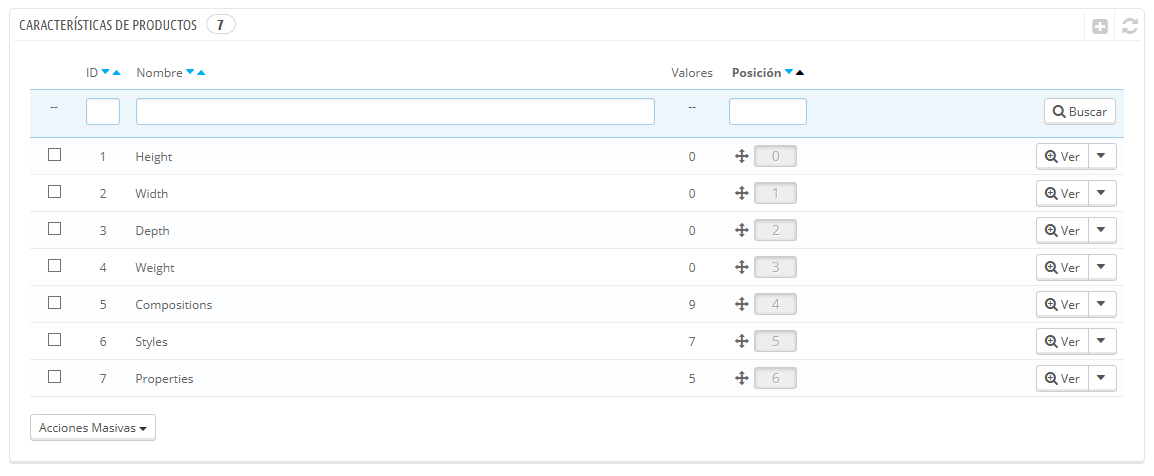 CARACTERÍSTICAS DE PRODUCTOS 7
ID Nombre Valores Posición
-- -- Buscar
1 Height 0 0 Ver
2 Width 0 1 Ver
3 Depth 0 2 Ver
4 Weight 0 3 Ver
5 Compositions 9 4 Ver
6 Styles 7 5 Ver
7 Properties 5 6 Ver
Acciones Masivas